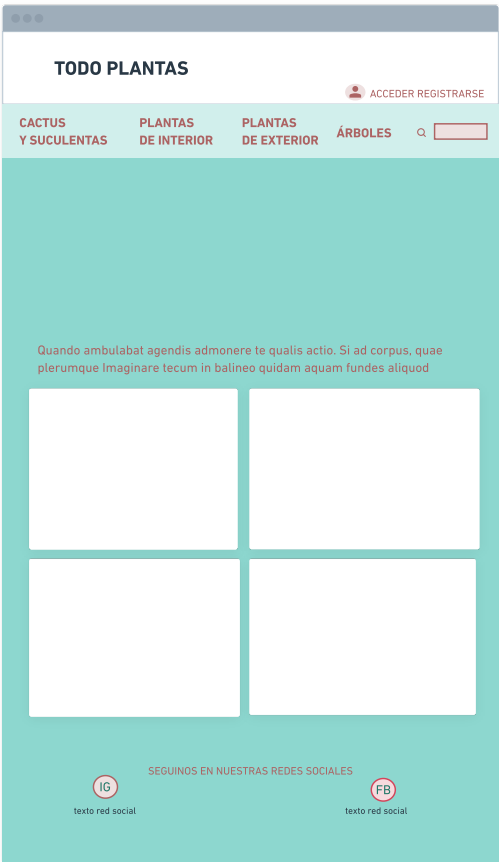 TODO PLANTAS
ACCEDER REGISTRARSE
CACTUS
Y SUCULENTAS
PLANTAS
DE INTERIOR
PLANTAS
DE EXTERIOR
ÁRBOLES
Quando ambulabat agendis admonere te qualis actio. Si ad corpus, quae
plerumque Imaginare tecum in balineo quidam aquam fundes aliquod
SEGUINOS EN NUESTRAS REDES SOCIALES
IG
texto red social
FB
texto red social